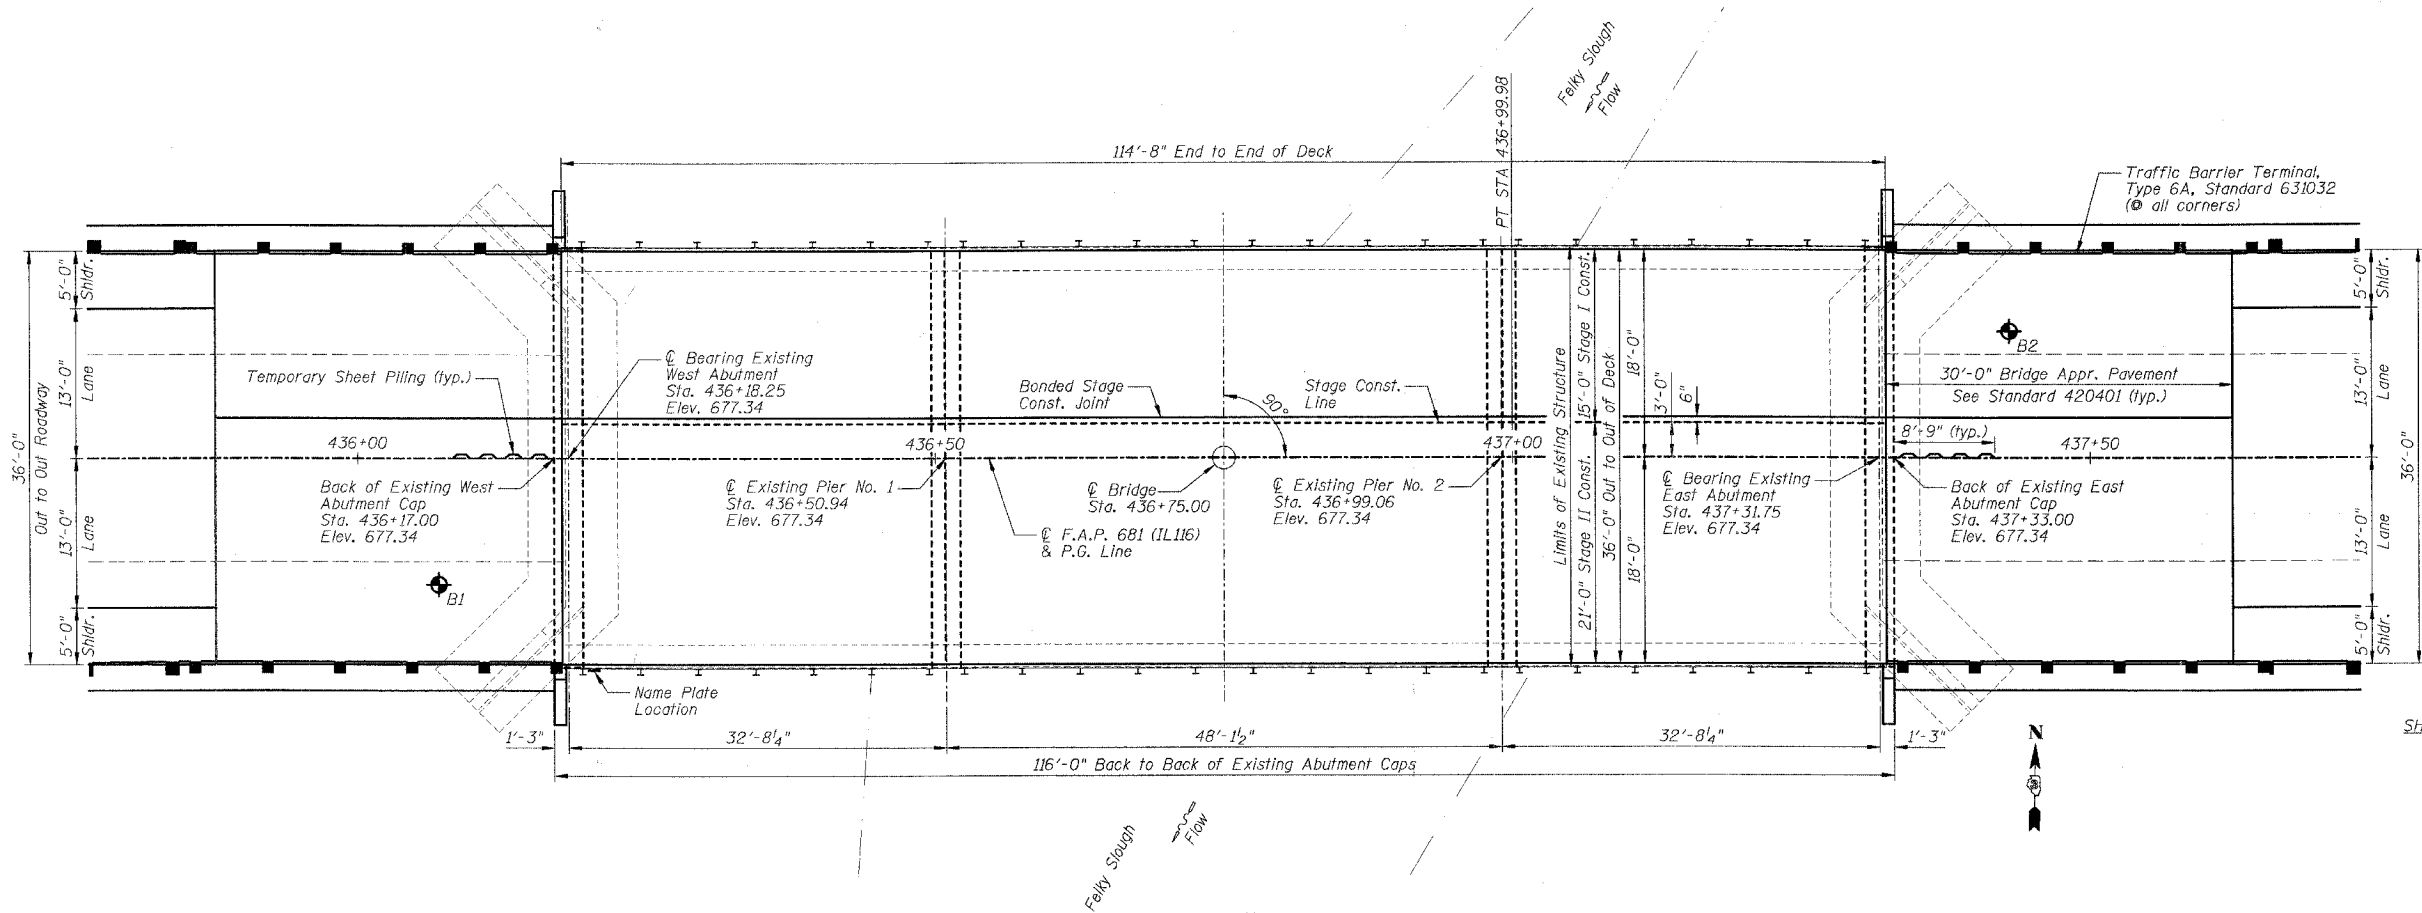 Felky Slough
Flow
PT STA 436+99.98
114'-8" End to End of Deck
Traffic Barrier Terminal,
Type 6A, Standard 631032
(@ all corners)
36'-0"
Out to Out Roadway
5'-0"
Shldr.
13'-0"
Lane
13'-0"
Lane
5'-0"
Shldr.
Temporary Sheet Piling (typ.)
℄ Bearing Existing
West Abutment
Sta. 436+18.25
Elev. 677.34
Bonded Stage
Const. Joint
Stage Const.
Line
90°
Limits of Existing Structure
15'-0" Stage I Const.
21'-0" Stage II Const.
36'-0" Out to Out of Deck
18'-0"
18'-0"
3'-0"
6"
B2
30'-0" Bridge Appr. Pavement
See Standard 420401 (typ.)
8'-9" (typ.)
436+00
436+50
437+00
437+50
Back of Existing West
Abutment Cap
Sta. 436+17.00
Elev. 677.34
℄ Existing Pier No. 1
Sta. 436+50.94
Elev. 677.34
℄ Bridge
Sta. 436+75.00
℄ F.A.P. 681 (IL116)
& P.G. Line
℄ Existing Pier No. 2
Sta. 436+99.06
Elev. 677.34
℄ Bearing Existing
East Abutment
Sta. 437+31.75
Elev. 677.34
Back of Existing East
Abutment Cap
Sta. 437+33.00
Elev. 677.34
5'-0"
Shldr.
13'-0"
Lane
13'-0"
Lane
5'-0"
Shldr.
36'-0"
B1
Name Plate
Location
1'-3"
32'-8¼"
48'-1½"
32'-8¼"
1'-3"
116'-0" Back to Back of Existing Abutment Caps
N
Felky Slough
Flow